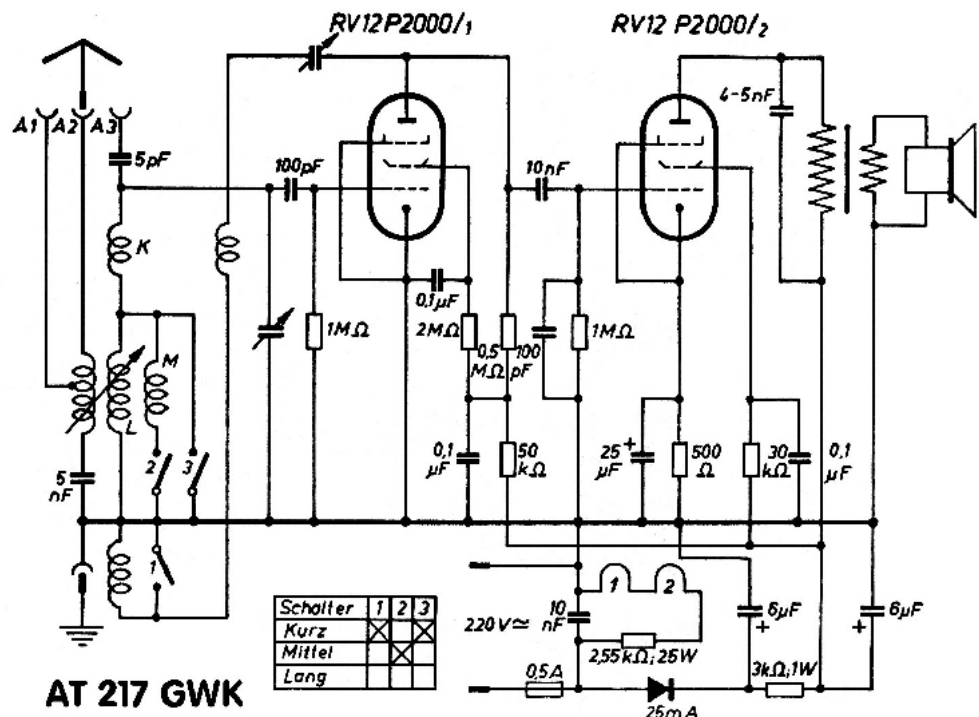 RV12P2000/1
RV12 P2000/2
A1 A2 A3
5pF
100pF
10nF
4-5nF
K
0,1µF
1MΩ
2MΩ
0,5
MΩ
100
pF
1MΩ
M
L
2
3
5
nF
0,1
µF
50
kΩ
25
µF
+
500
Ω
30
kΩ
0,1
µF
1
1
2
220V≃
10
nF
2,55kΩ;25W
6µF
+
6µF
+
0,5A
25mA
3kΩ;1W
Schalter 1 2 3
Kurz
Mittel
Lang
AT 217 GWK